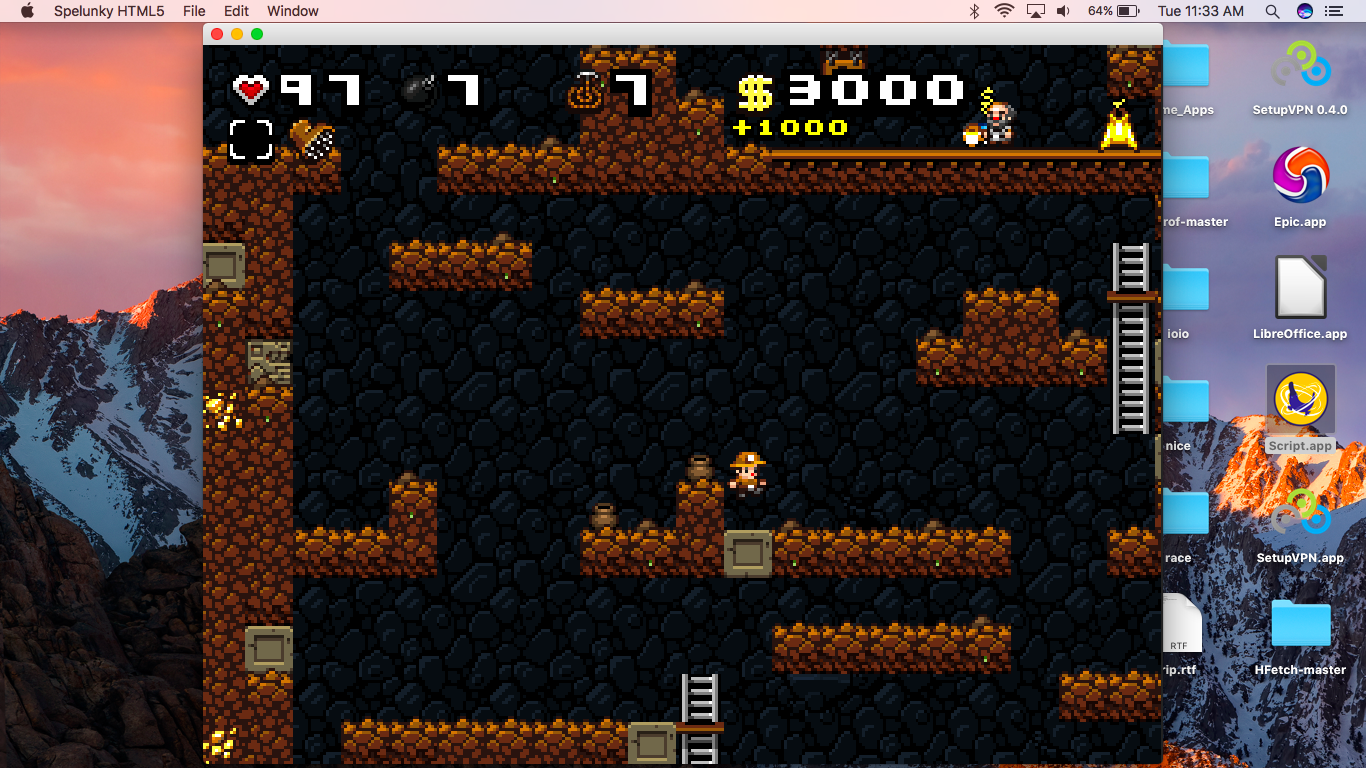 Spelunky HTML5 File Edit Window 64% Tue 11:33 AM
97 7 7 $3000
+1000
me_Apps SetupVPN 0.4.0
rof-master Epic.app
ioio LibreOffice.app
nice Script.app
race SetupVPN.app
RTF
rip.rtf HFetch-master